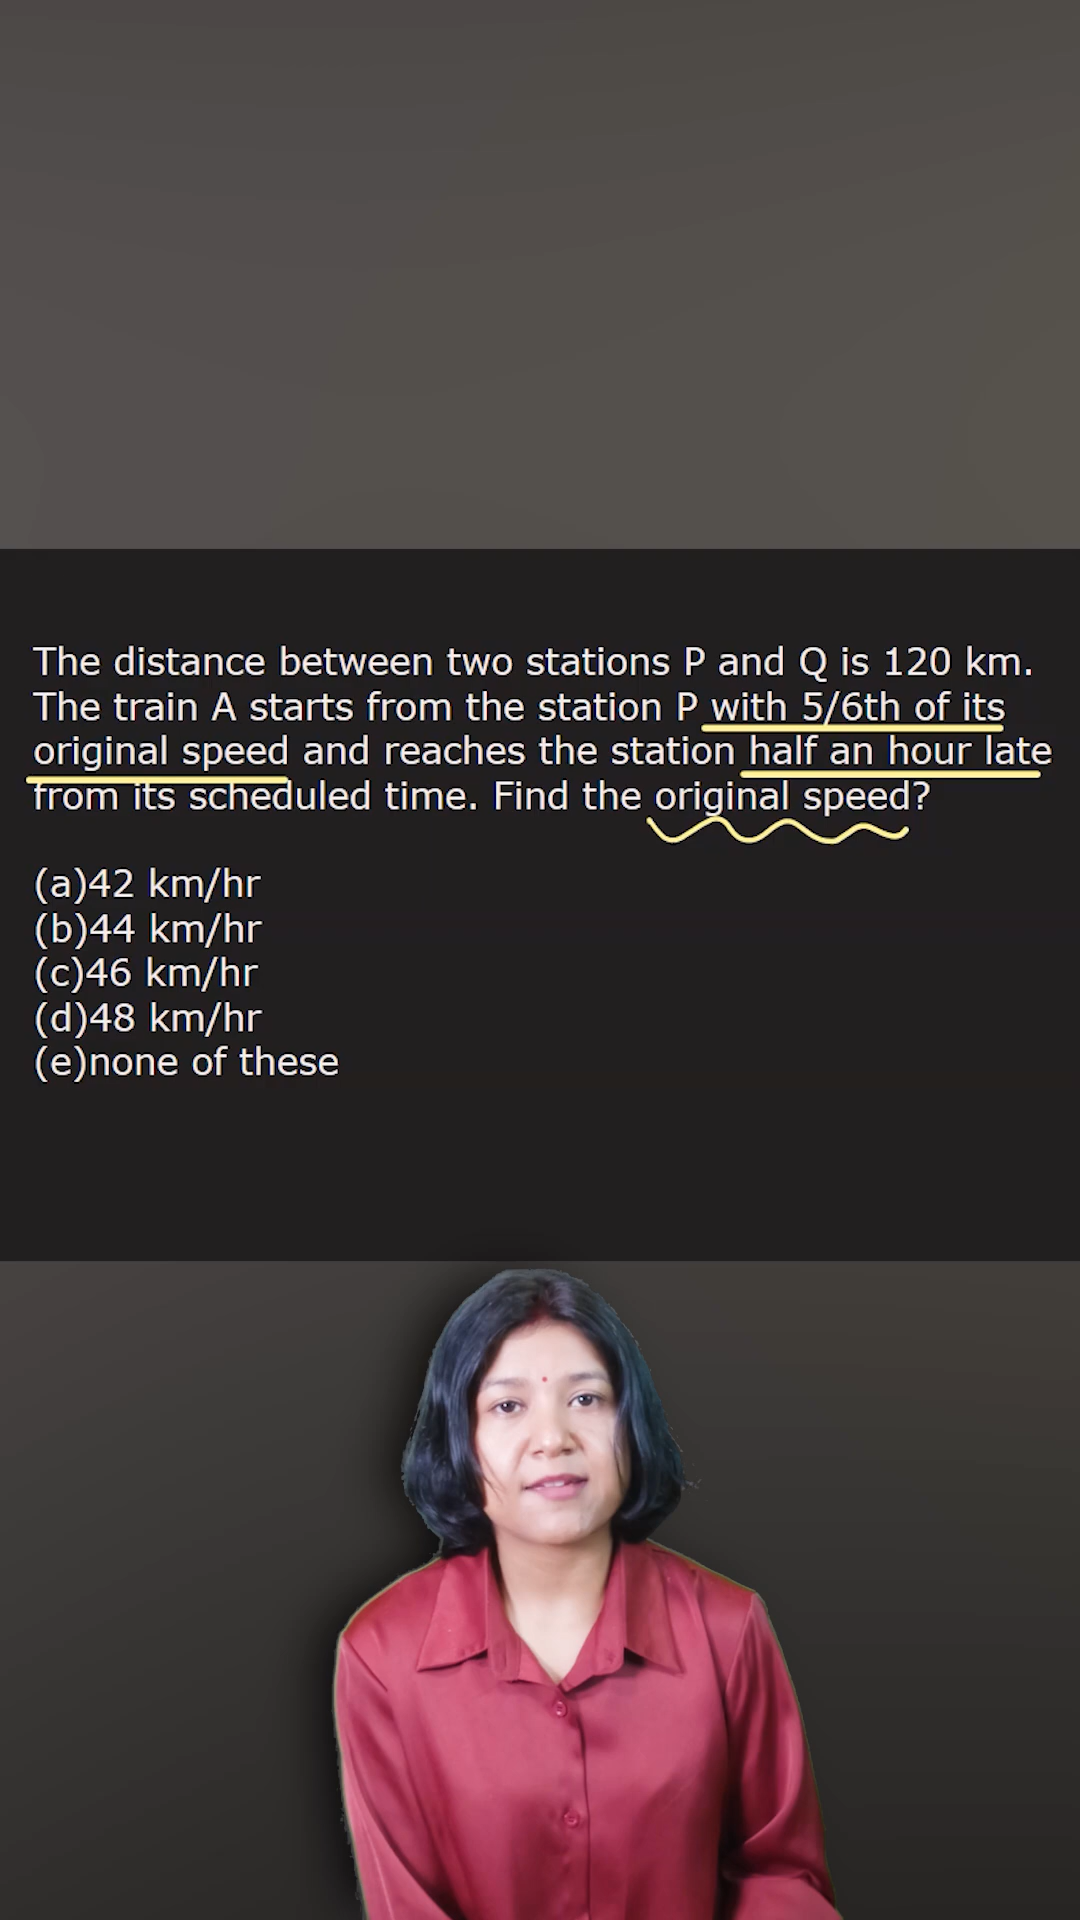 The distance between two stations P and Q is 120 km.
The train A starts from the station P with 5/6th of its
original speed and reaches the station half an hour late
from its scheduled time. Find the original speed?
(a)42 km/hr
(b)44 km/hr
(c)46 km/hr
(d)48 km/hr
(e)none of these